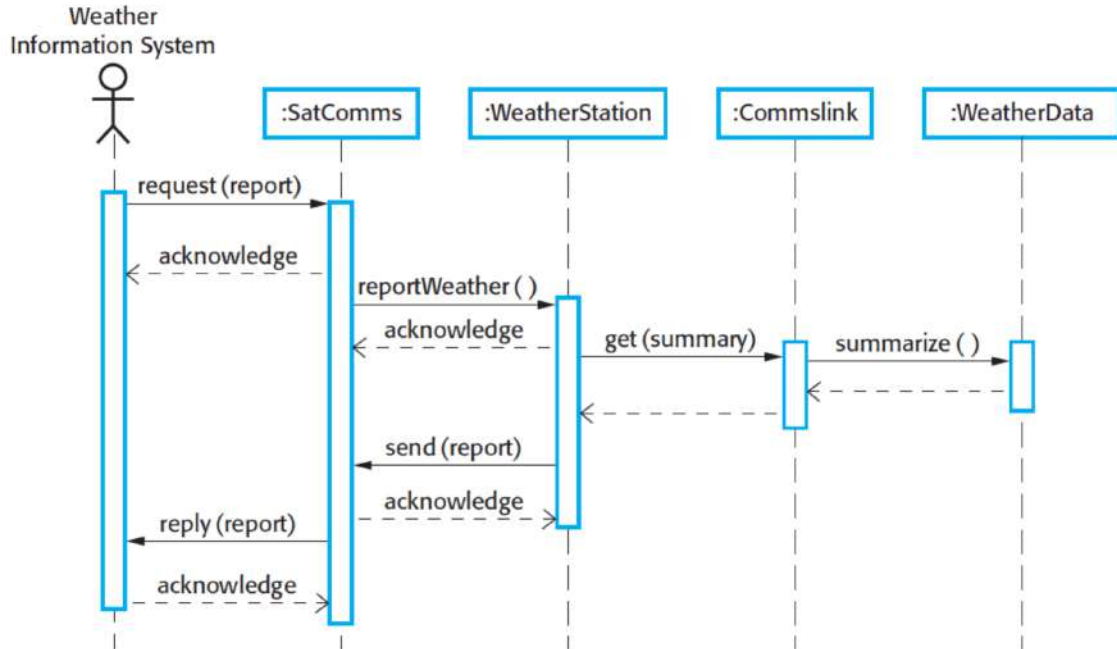 Weather
Information System
:SatComms
:WeatherStation
:Commslink
:WeatherData
request (report)
acknowledge
reportWeather ( )
acknowledge
get (summary)
summarize ( )
send (report)
acknowledge
reply (report)
acknowledge